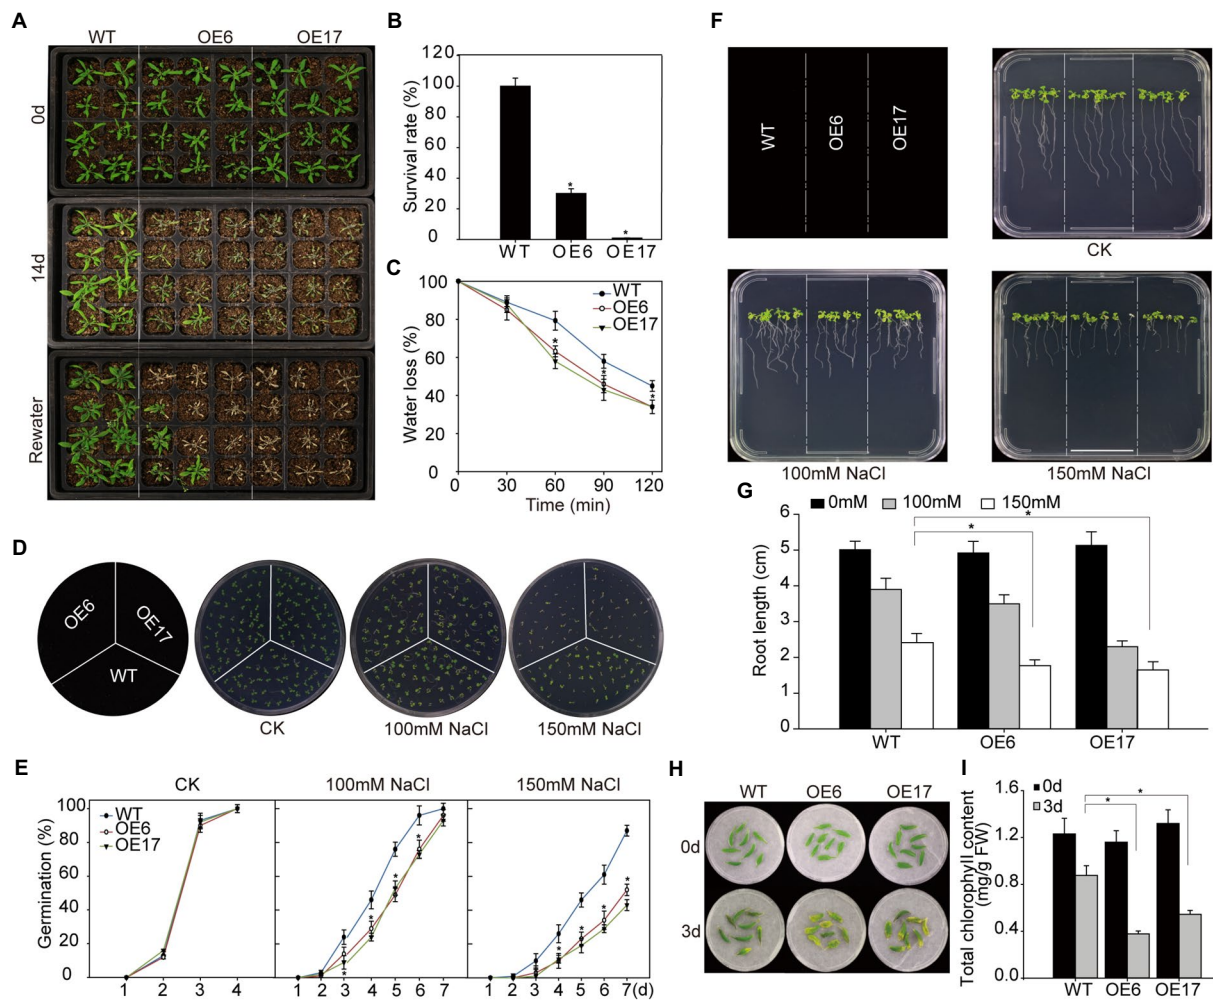 A
WT OE6 OE17
0d
14d
Rewater
B
Survival rate (%)
120
100
80
60
40
20
0
*
*
WT OE6 OE17
C
Water loss (%)
100
80
60
40
20
0
WT
OE6
OE17
*
*
*
0 30 60 90 120
Time (min)
D
OE6
OE17
WT
CK
100mM NaCl
150mM NaCl
E
CK 100mM NaCl 150mM NaCl
Germination (%)
100
80
60
40
20
0
WT
OE6
OE17
* * * *
* * * *
1 2 3 4
1 2 3 4 5 6 7
1 2 3 4 5 6 7(d)
F
WT
OE6
OE17
CK
100mM NaCl
150mM NaCl
G
0mM 100mM 150mM
Root length (cm)
6
5
4
3
2
1
0
*
*
WT OE6 OE17
H
WT OE6 OE17
0d
3d
I
Total chlorophyll content
(mg/g FW)
1.6
1.2
0.8
0.4
0.0
0d
3d
*
*
WT OE6 OE17